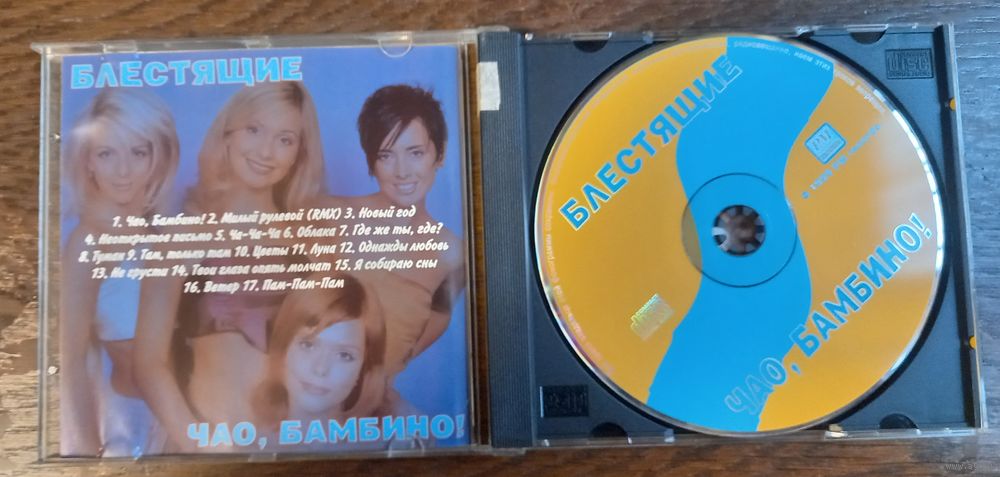 БЛЕСТЯЩИЕ
1. Чао, Бамбино! 2. Милый рулевой (RMX) 3. Новый год
4. Неоткрытое письмо 5. Ча-Ча-Ча 6. Облака 7. Где же ты, где?
8. Туман 9. Там, только там 10. Цветы 11. Луна 12. Однажды любовь
13. Не грусти 14. Твои глаза опять молчат 15. Я собираю сны
16. Ветер 17. Пам-Пам-Пам
ЧАО, БАМБИНО!
БЛЕСТЯЩИЕ
ЧАО, БАМБИНО!